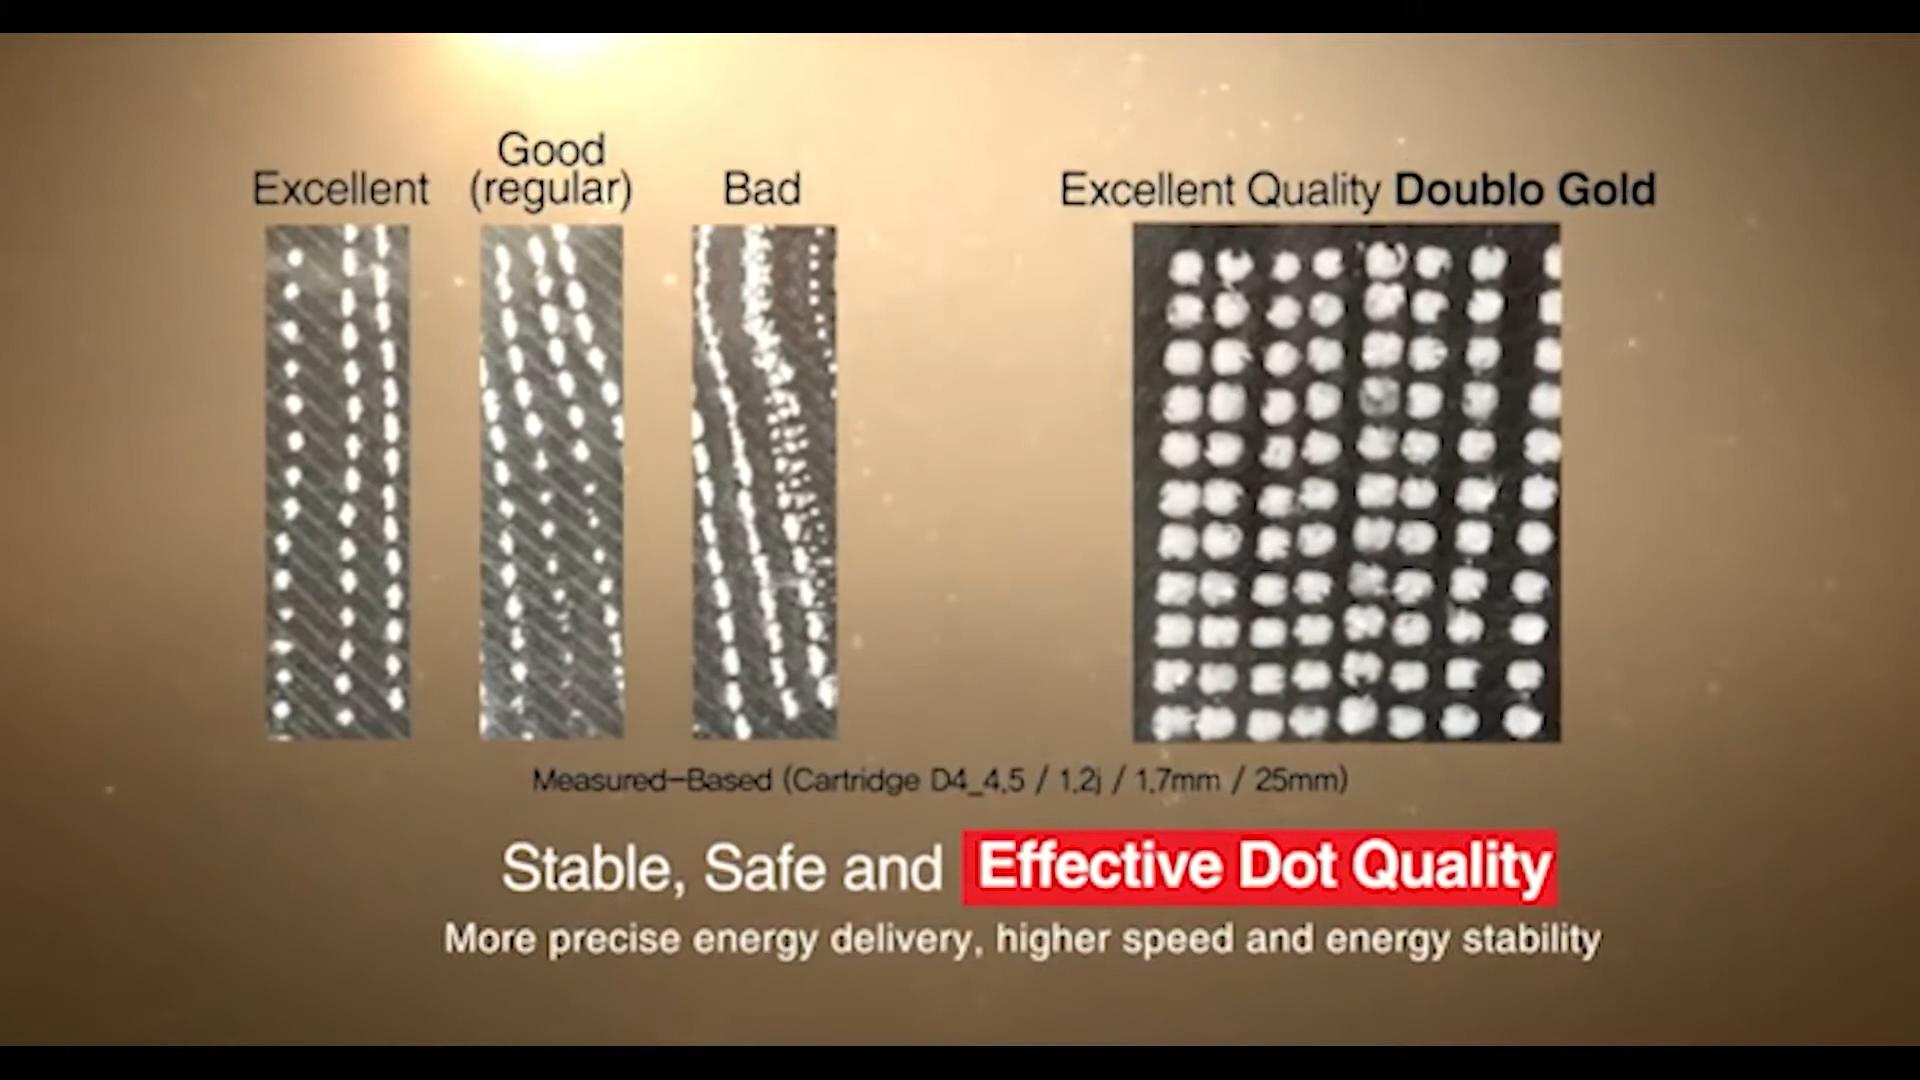 Excellent
Good
(regular)
Bad
Excellent Quality Doublo Gold
Measured-Based (Cartridge D4_4.5 / 1.2j / 1.7mm / 25mm)
Stable, Safe and Effective Dot Quality
More precise energy delivery, higher speed and energy stability